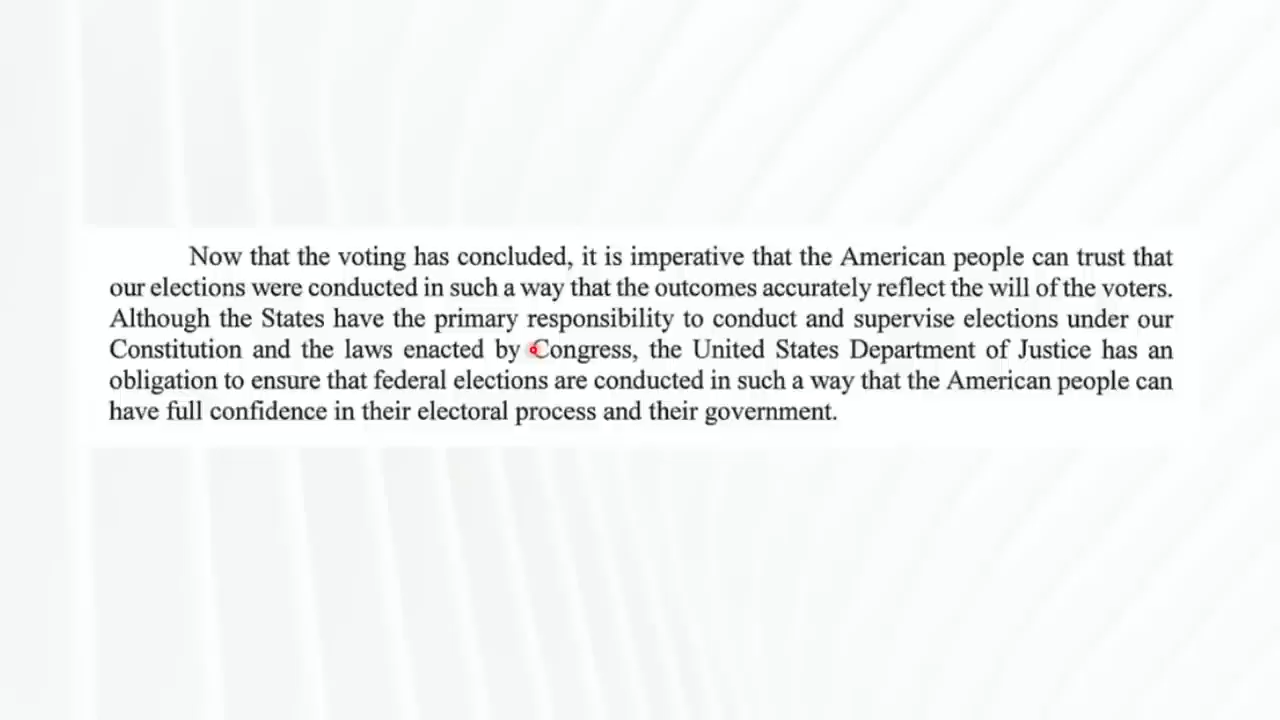 Now that the voting has concluded, it is imperative that the American people can trust that
our elections were conducted in such a way that the outcomes accurately reflect the will of the voters.
Although the States have the primary responsibility to conduct and supervise elections under our
Constitution and the laws enacted by Congress, the United States Department of Justice has an
obligation to ensure that federal elections are conducted in such a way that the American people can
have full confidence in their electoral process and their government.